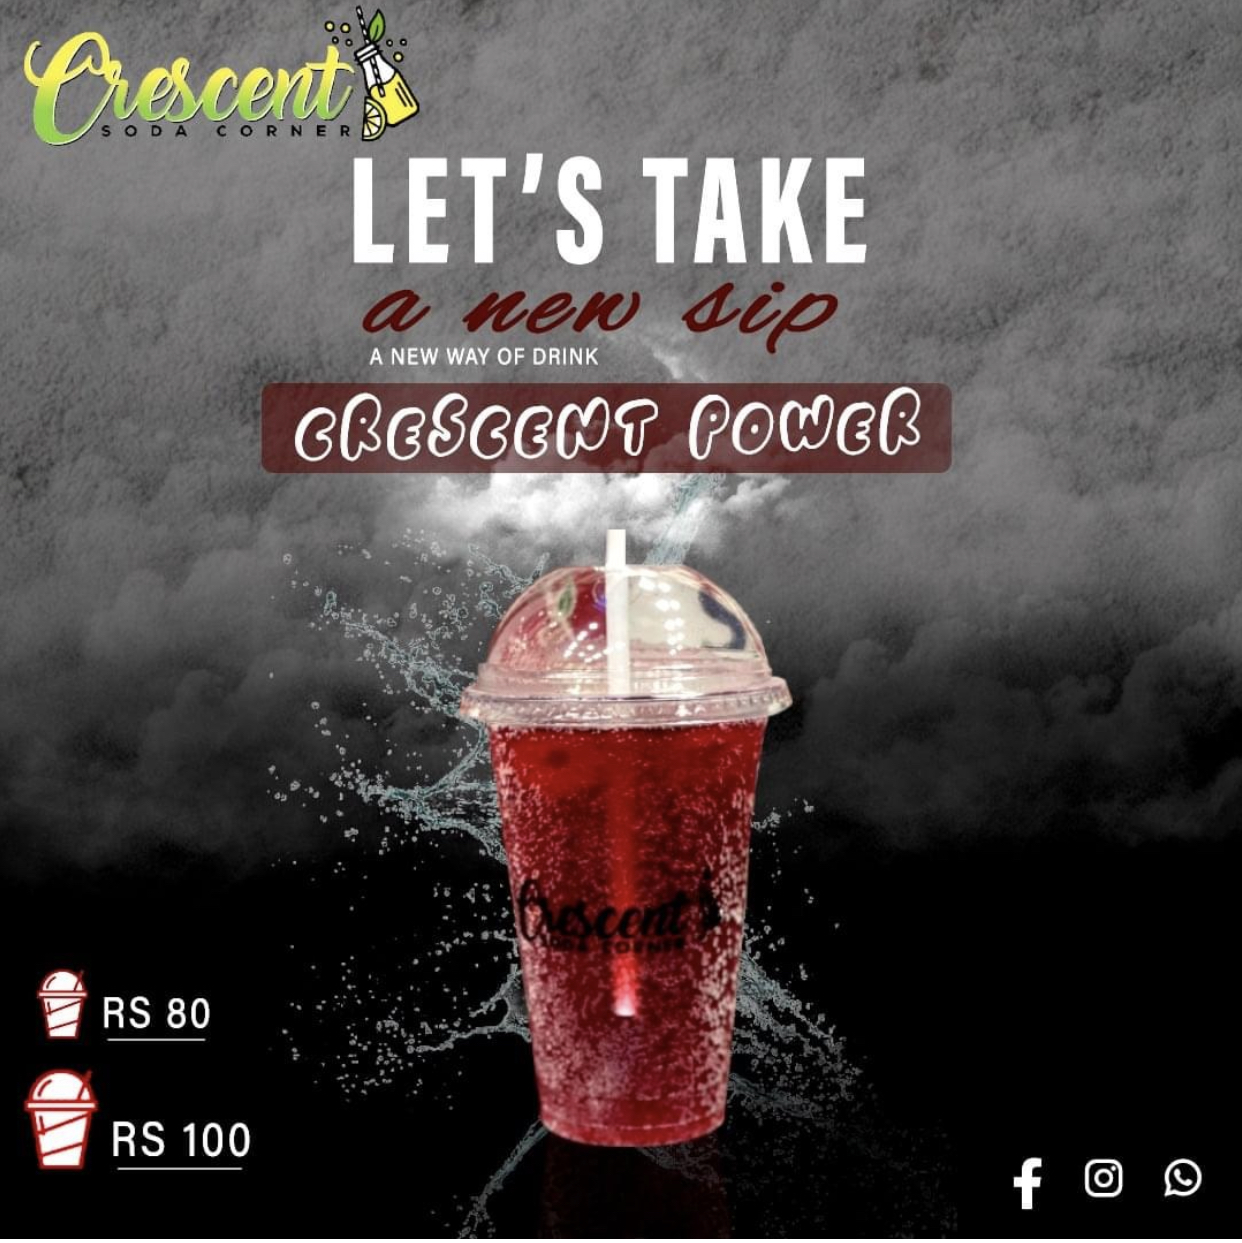 Crescent
SODA CORNER
LET'S TAKE
a new sip
A NEW WAY OF DRINK
CRESCENT POWER
Crescent
SODA CORNER
RS 80
RS 100